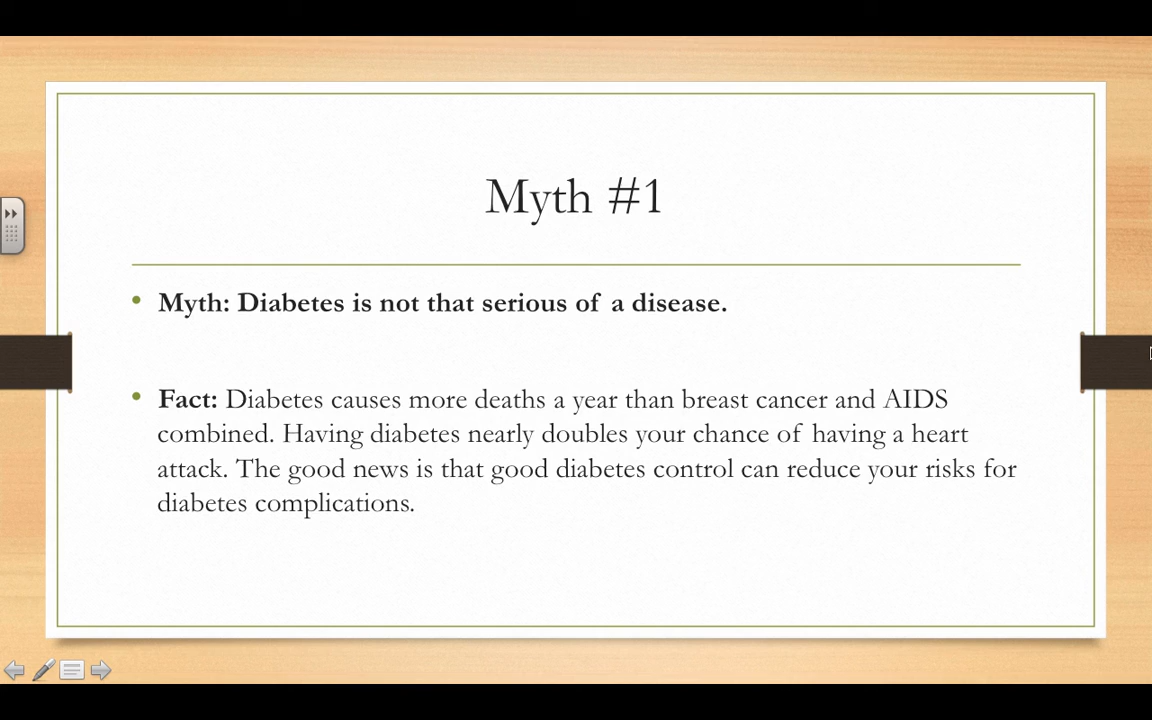 Myth #1
Myth: Diabetes is not that serious of a disease.
Fact: Diabetes causes more deaths a year than breast cancer and AIDS
combined. Having diabetes nearly doubles your chance of having a heart
attack. The good news is that good diabetes control can reduce your risks for
diabetes complications.